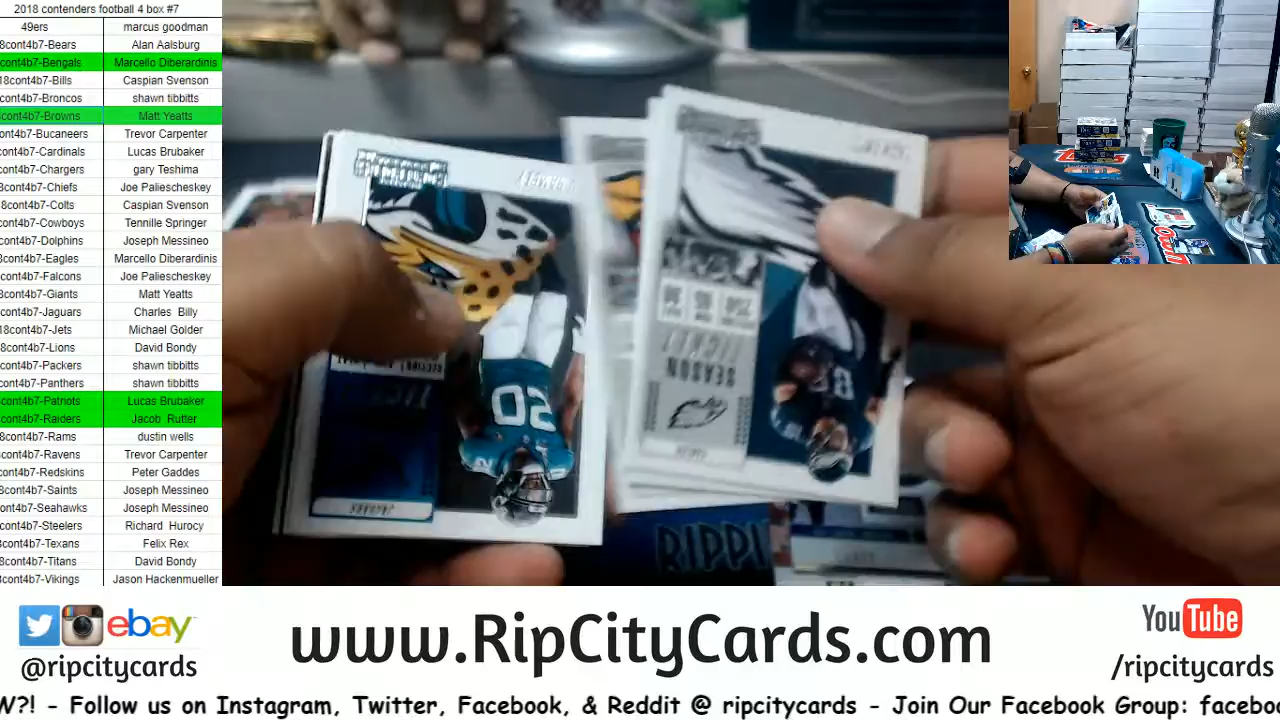 2018 contenders football 4 box #7
49ers marcus goodman
8cont4b7-Bears Alan Aalsburg
cont4b7-Bengals Marcello Diberardinis
18cont4b7-Bills Caspian Svenson
cont4b7-Broncos shawn tibbitts
cont4b7-Browns Matt Yeatts
ont4b7-Bucaneers Trevor Carpenter
cont4b7-Cardinals Lucas Brubaker
cont4b7-Chargers gary Teshima
cont4b7-Chiefs Joe Paliescheskey
8cont4b7-Colts Caspian Svenson
cont4b7-Cowboys Tennille Springer
cont4b7-Dolphins Joseph Messineo
cont4b7-Eagles Marcello Diberardinis
cont4b7-Falcons Joe Paliescheskey
8cont4b7-Giants Matt Yeatts
cont4b7-Jaguars Charles Billy
18cont4b7-Jets Michael Golder
8cont4b7-Lions David Bondy
cont4b7-Packers shawn tibbitts
cont4b7-Panthers shawn tibbitts
cont4b7-Patriots Lucas Brubaker
cont4b7-Raiders Jacob Rutter
8cont4b7-Rams dustin wells
cont4b7-Ravens Trevor Carpenter
cont4b7-Redskins Peter Gaddes
8cont4b7-Saints Joseph Messineo
ont4b7-Seahawks Joseph Messineo
cont4b7-Steelers Richard Hurocy
cont4b7-Texans Felix Rex
8cont4b7-Titans David Bondy
cont4b7-Vikings Jason Hackenmueller
SEASON
TICKET
20
RIPPI
ebay
@ripcitycards
www.RipCityCards.com
YouTube
/ripcitycards
W?! - Follow us on Instagram, Twitter, Facebook, & Reddit @ ripcitycards - Join Our Facebook Group: faceboo